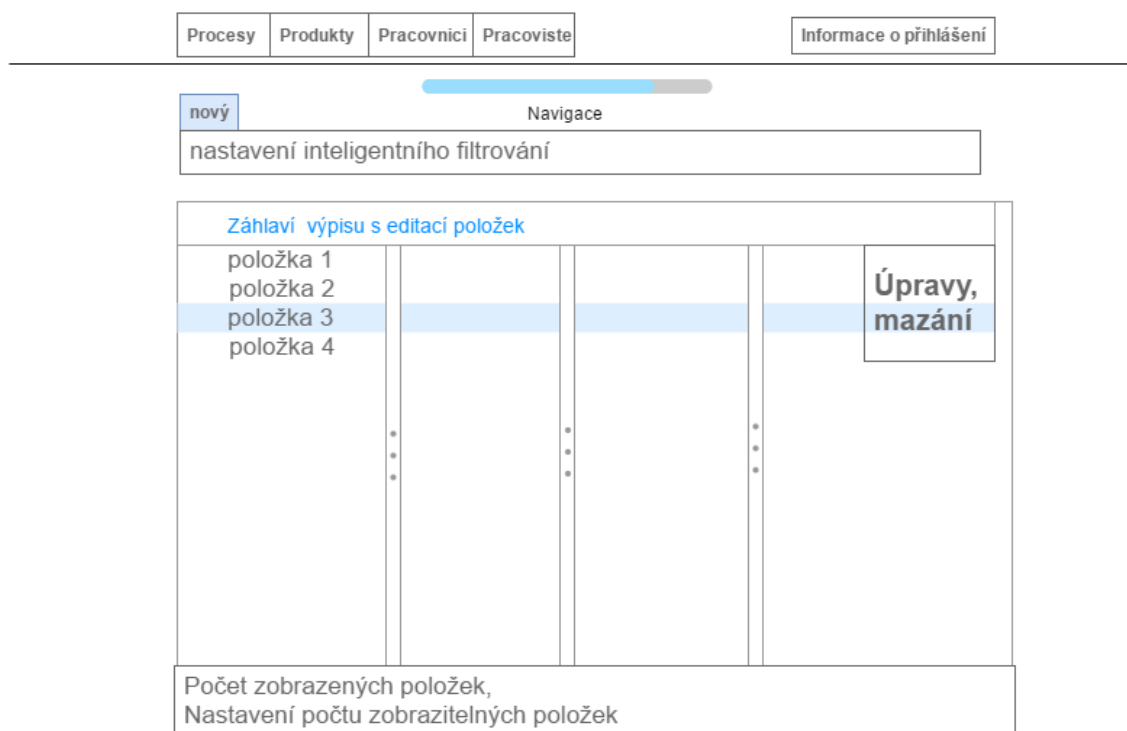 Procesy Produkty Pracovnici Pracoviste Informace o přihlášení
Navigace
nový
nastavení inteligentního filtrování
Záhlaví výpisu s editací položek
položka 1
položka 2
položka 3
položka 4
Úpravy,
mazání
Počet zobrazených položek,
Nastavení počtu zobrazitelných položek